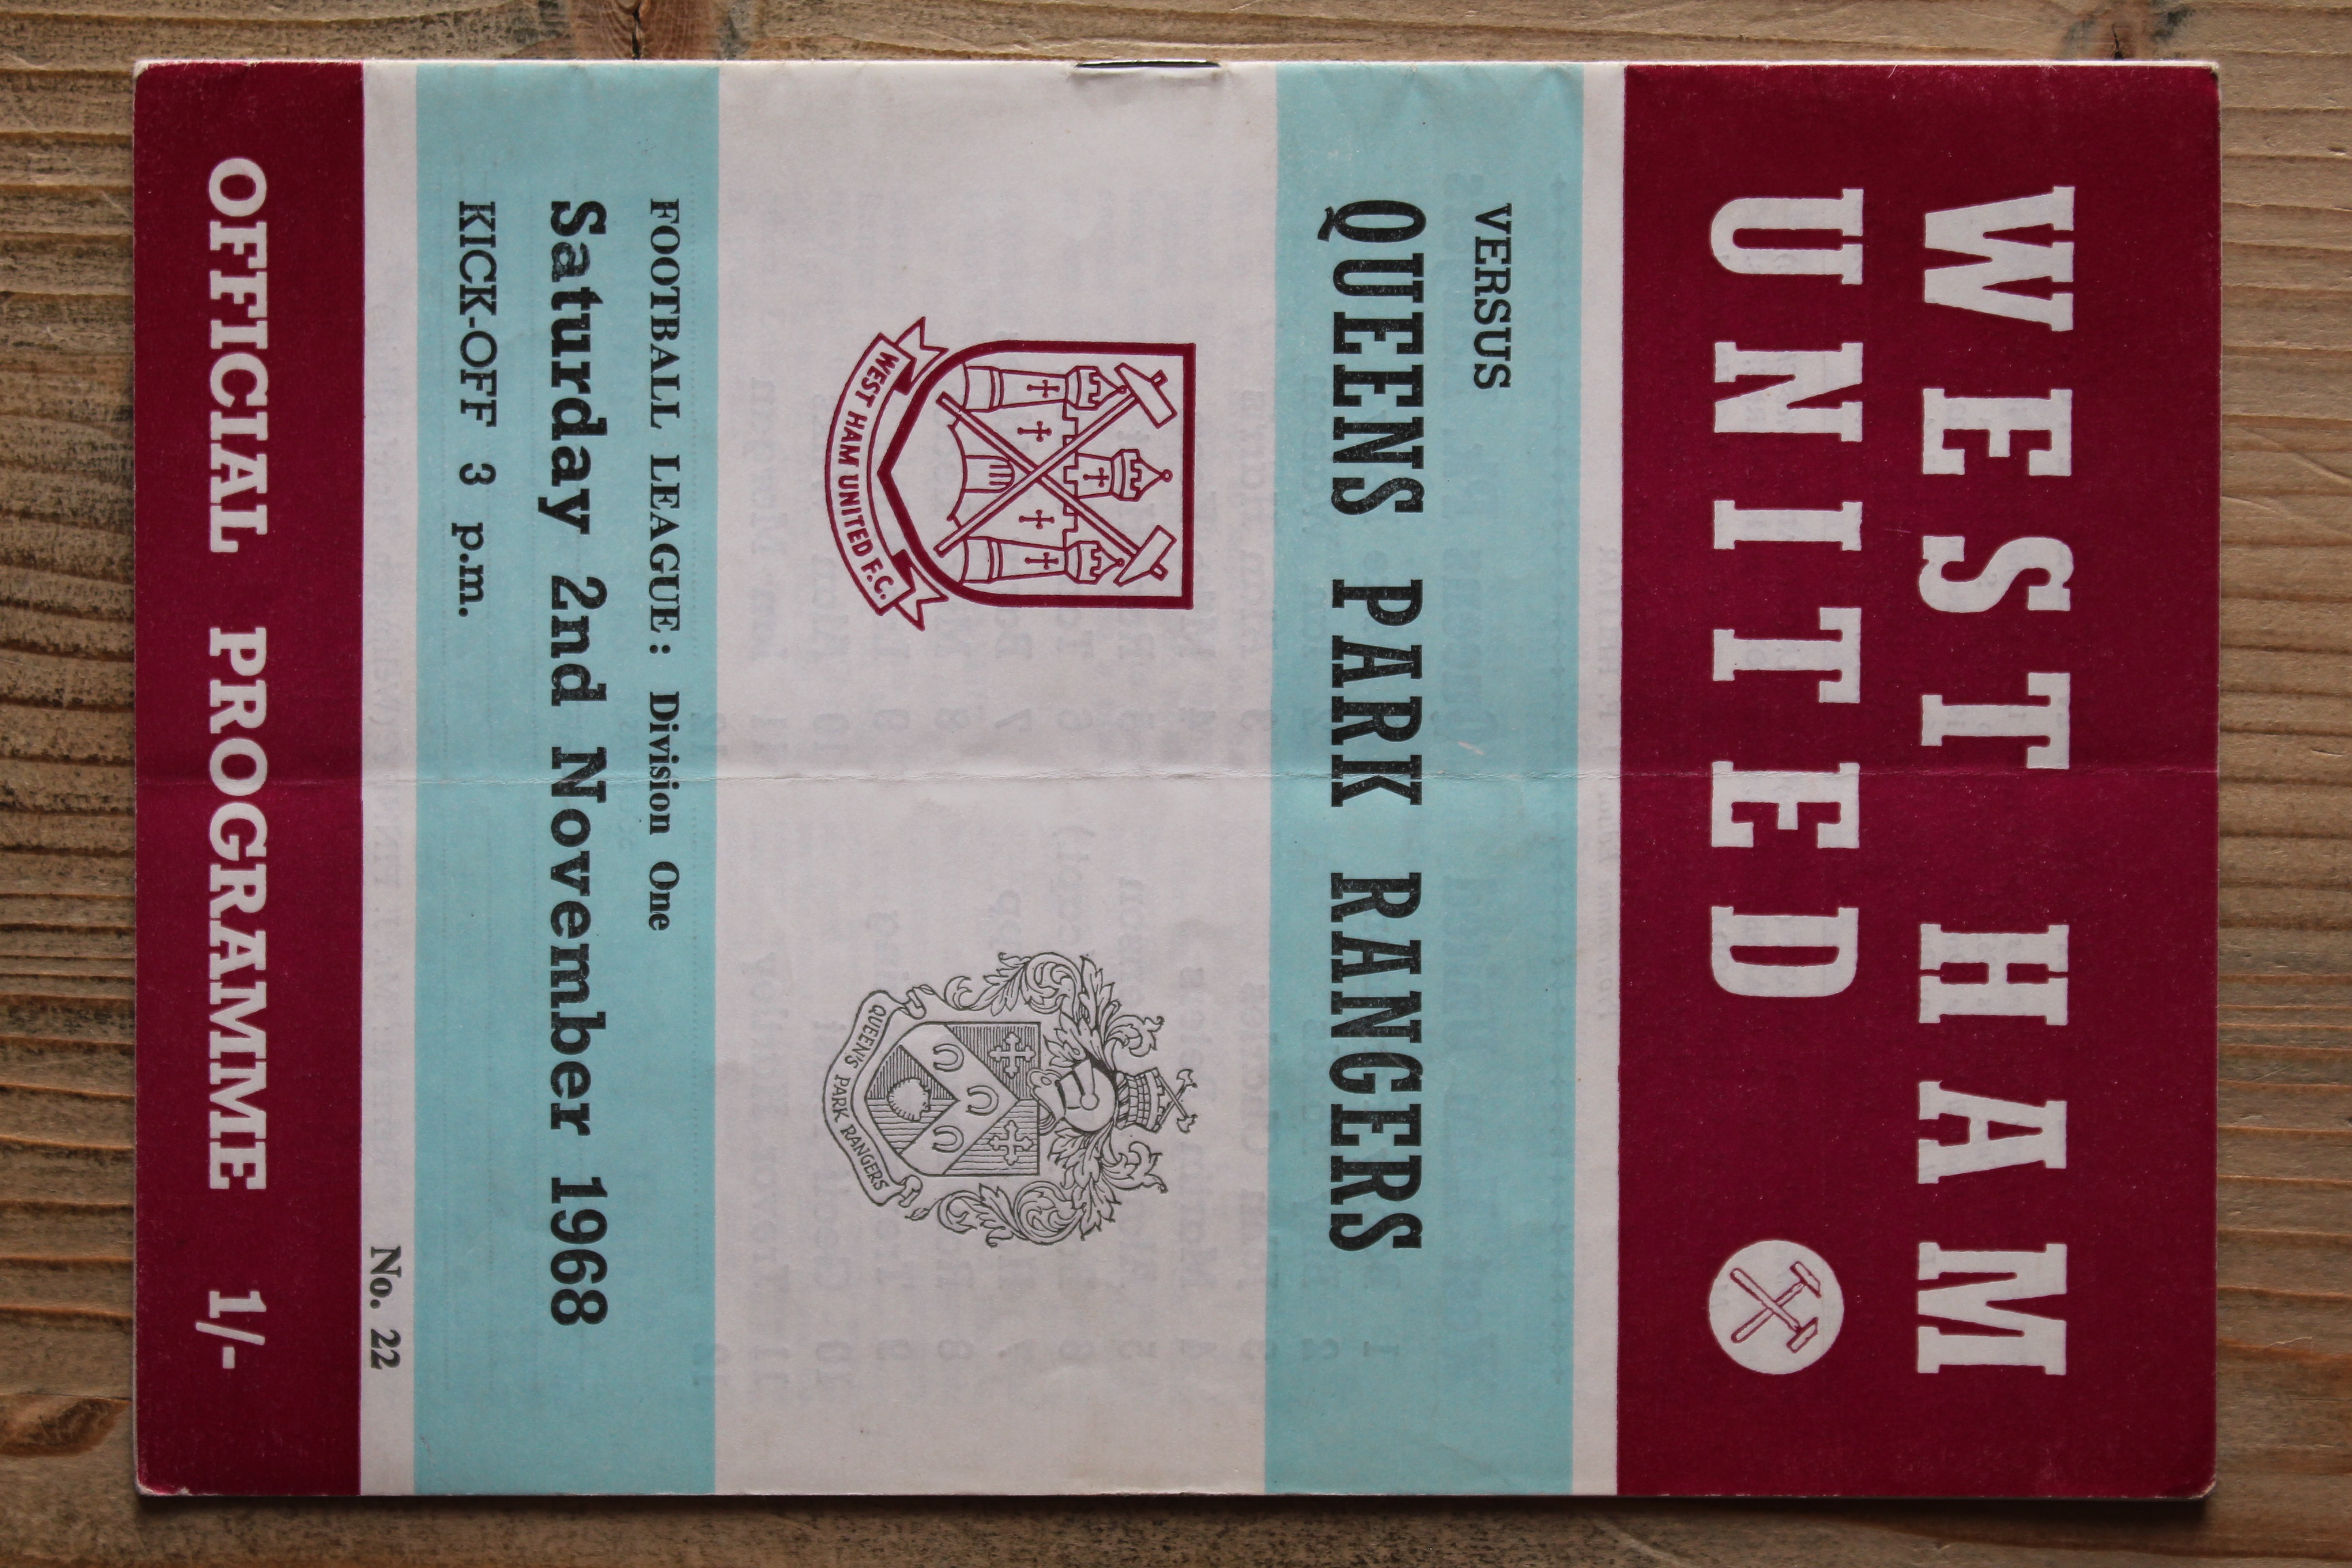 WEST HAM
UNITED
VERSUS
QUEENS PARK RANGERS
WEST HAM UNITED F.C.
QUEEN'S PARK RANGERS
FOOTBALL LEAGUE: Division One
Saturday 2nd November 1968
KICK-OFF 3 p.m.
No. 22
OFFICIAL PROGRAMME 1/-